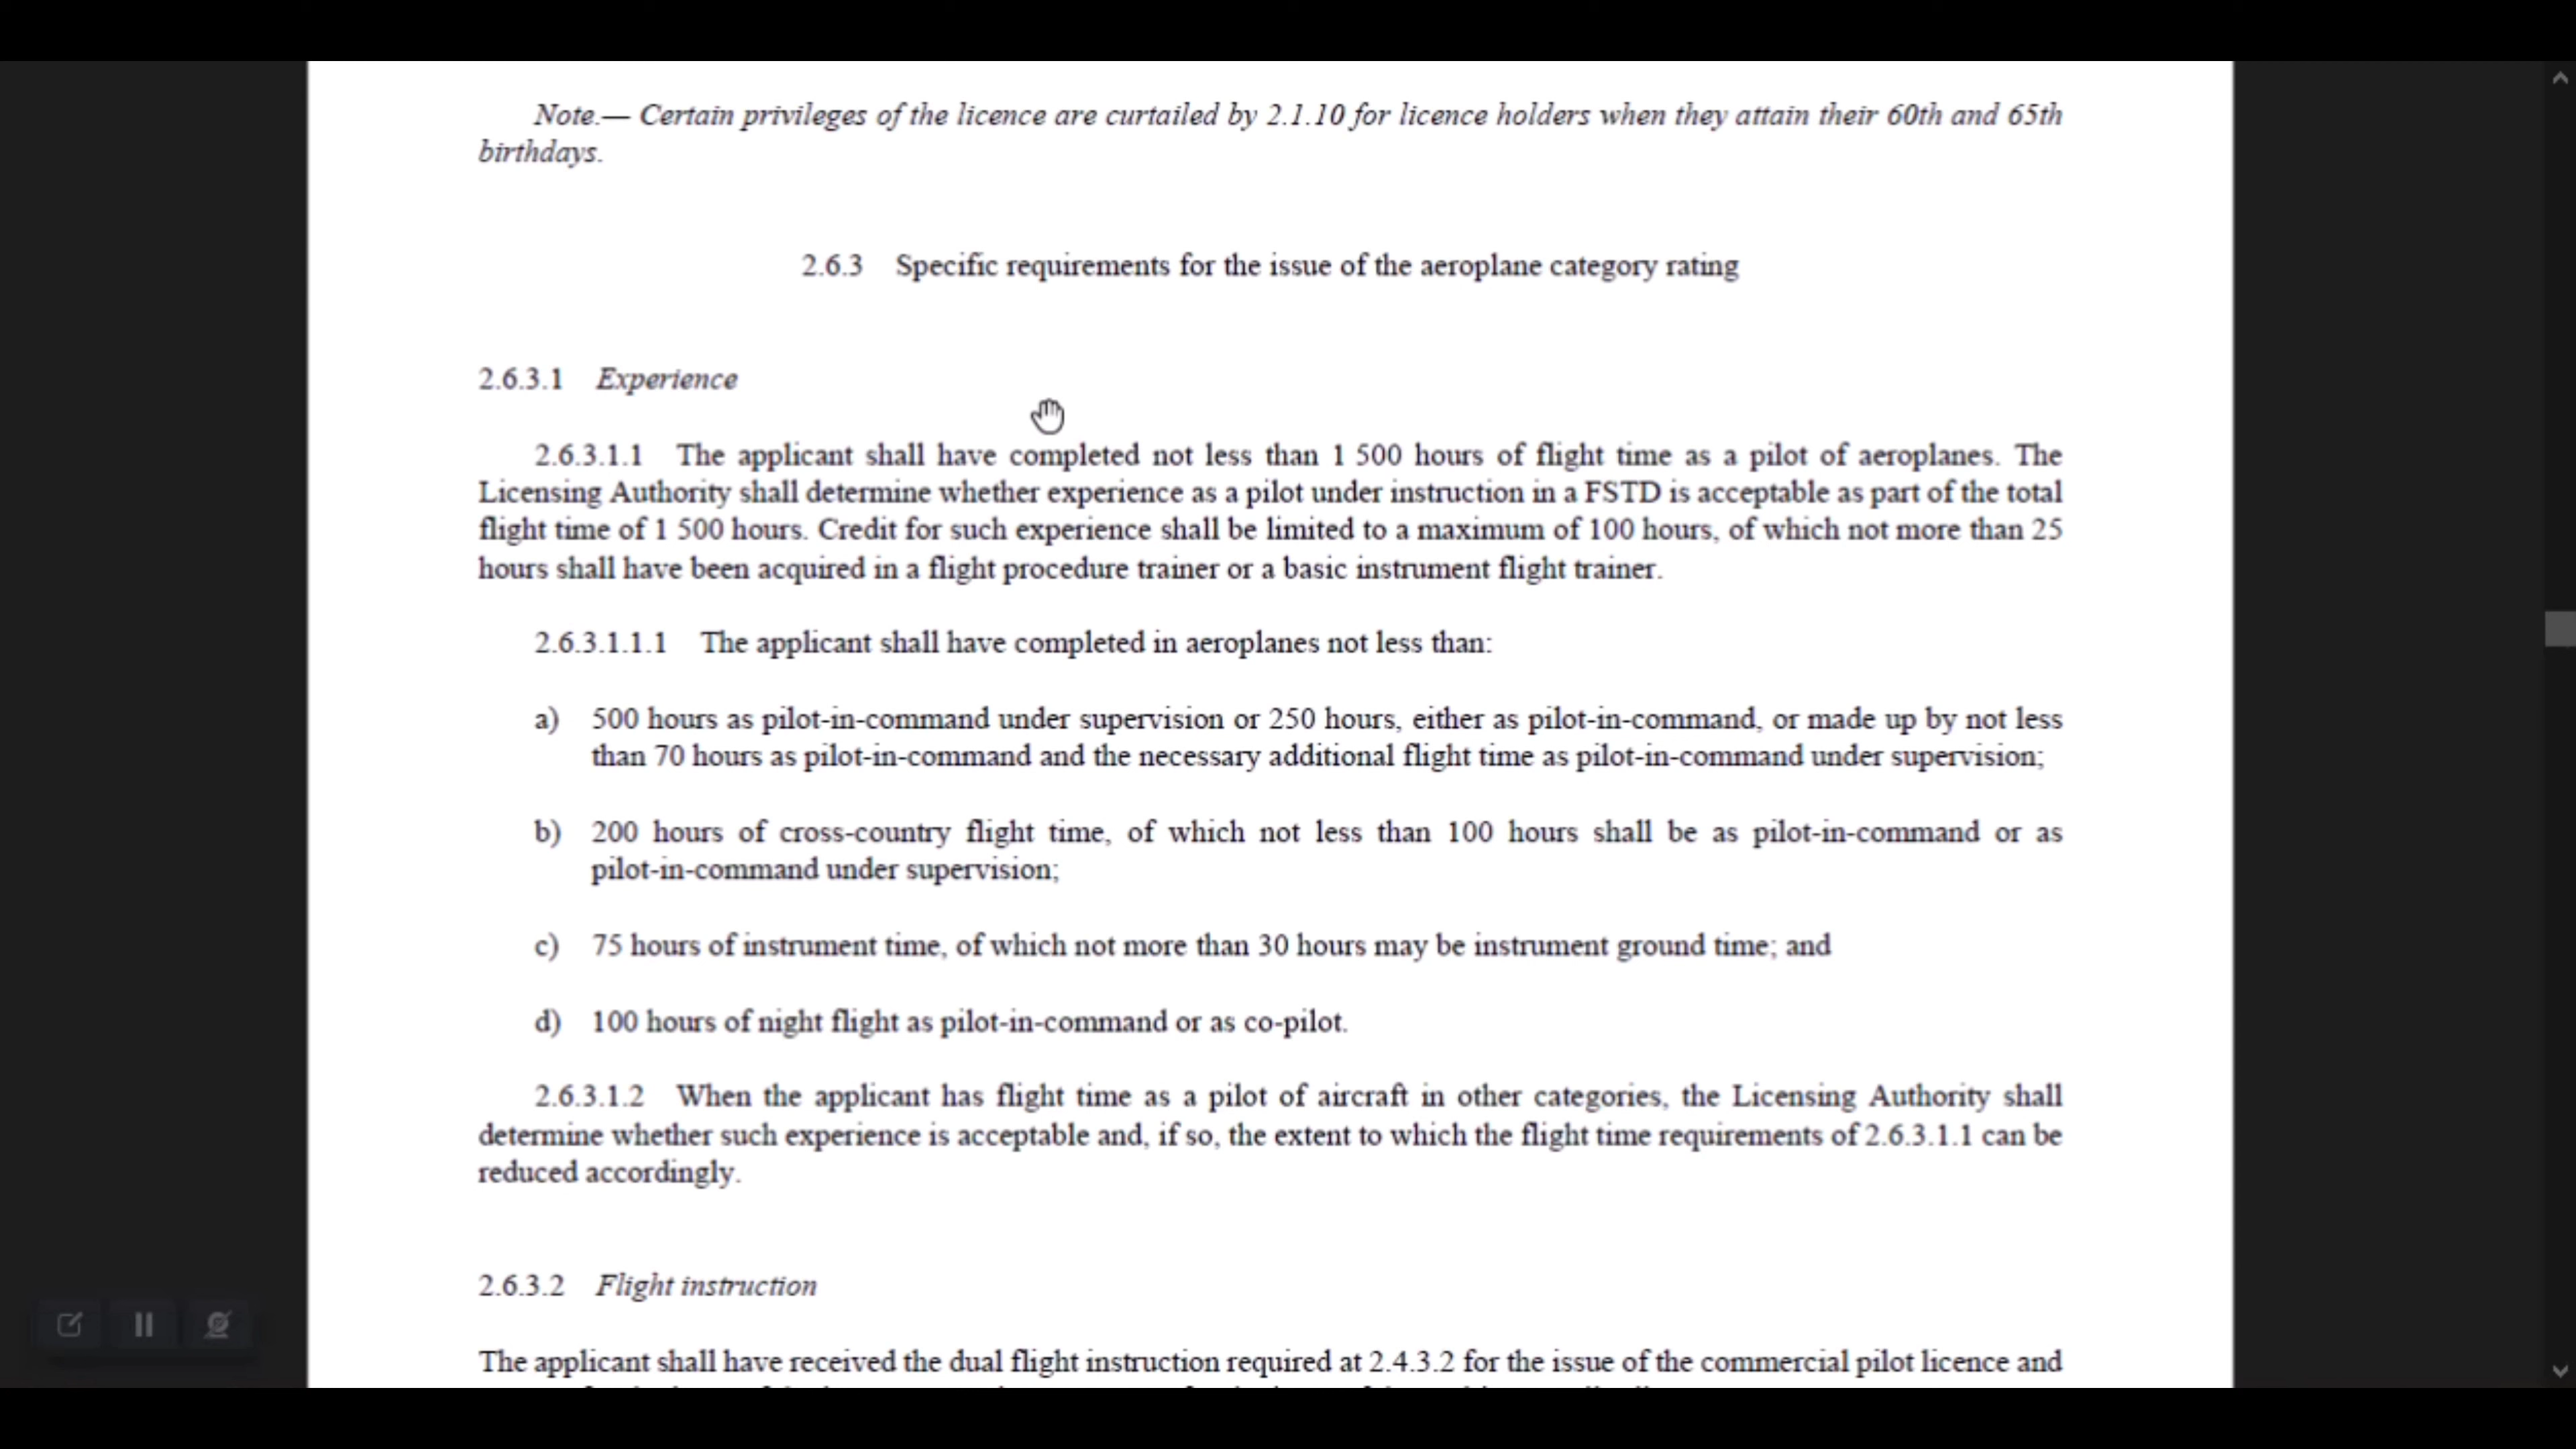 Note.— Certain privileges of the licence are curtailed by 2.1.10 for licence holders when they attain their 60th and 65th
birthdays.
2.6.3 Specific requirements for the issue of the aeroplane category rating
2.6.3.1 Experience
2.6.3.1.1 The applicant shall have completed not less than 1 500 hours of flight time as a pilot of aeroplanes. The
Licensing Authority shall determine whether experience as a pilot under instruction in a FSTD is acceptable as part of the total
flight time of 1 500 hours. Credit for such experience shall be limited to a maximum of 100 hours, of which not more than 25
hours shall have been acquired in a flight procedure trainer or a basic instrument flight trainer.
2.6.3.1.1.1 The applicant shall have completed in aeroplanes not less than:
a) 500 hours as pilot-in-command under supervision or 250 hours, either as pilot-in-command, or made up by not less
than 70 hours as pilot-in-command and the necessary additional flight time as pilot-in-command under supervision;
b) 200 hours of cross-country flight time, of which not less than 100 hours shall be as pilot-in-command or as
pilot-in-command under supervision;
c) 75 hours of instrument time, of which not more than 30 hours may be instrument ground time; and
d) 100 hours of night flight as pilot-in-command or as co-pilot.
2.6.3.1.2 When the applicant has flight time as a pilot of aircraft in other categories, the Licensing Authority shall
determine whether such experience is acceptable and, if so, the extent to which the flight time requirements of 2.6.3.1.1 can be
reduced accordingly.
2.6.3.2 Flight instruction
The applicant shall have received the dual flight instruction required at 2.4.3.2 for the issue of the commercial pilot licence and